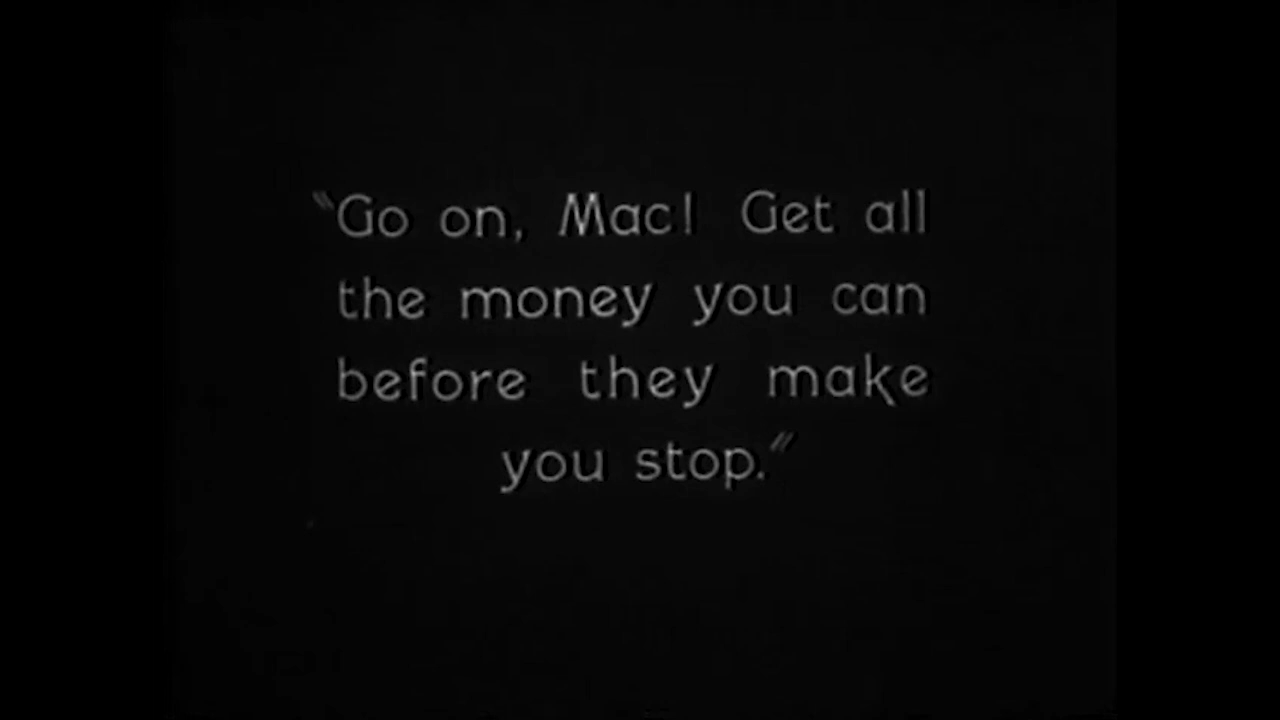 "Go on, Mac! Get all
the money you can
before they make
you stop."